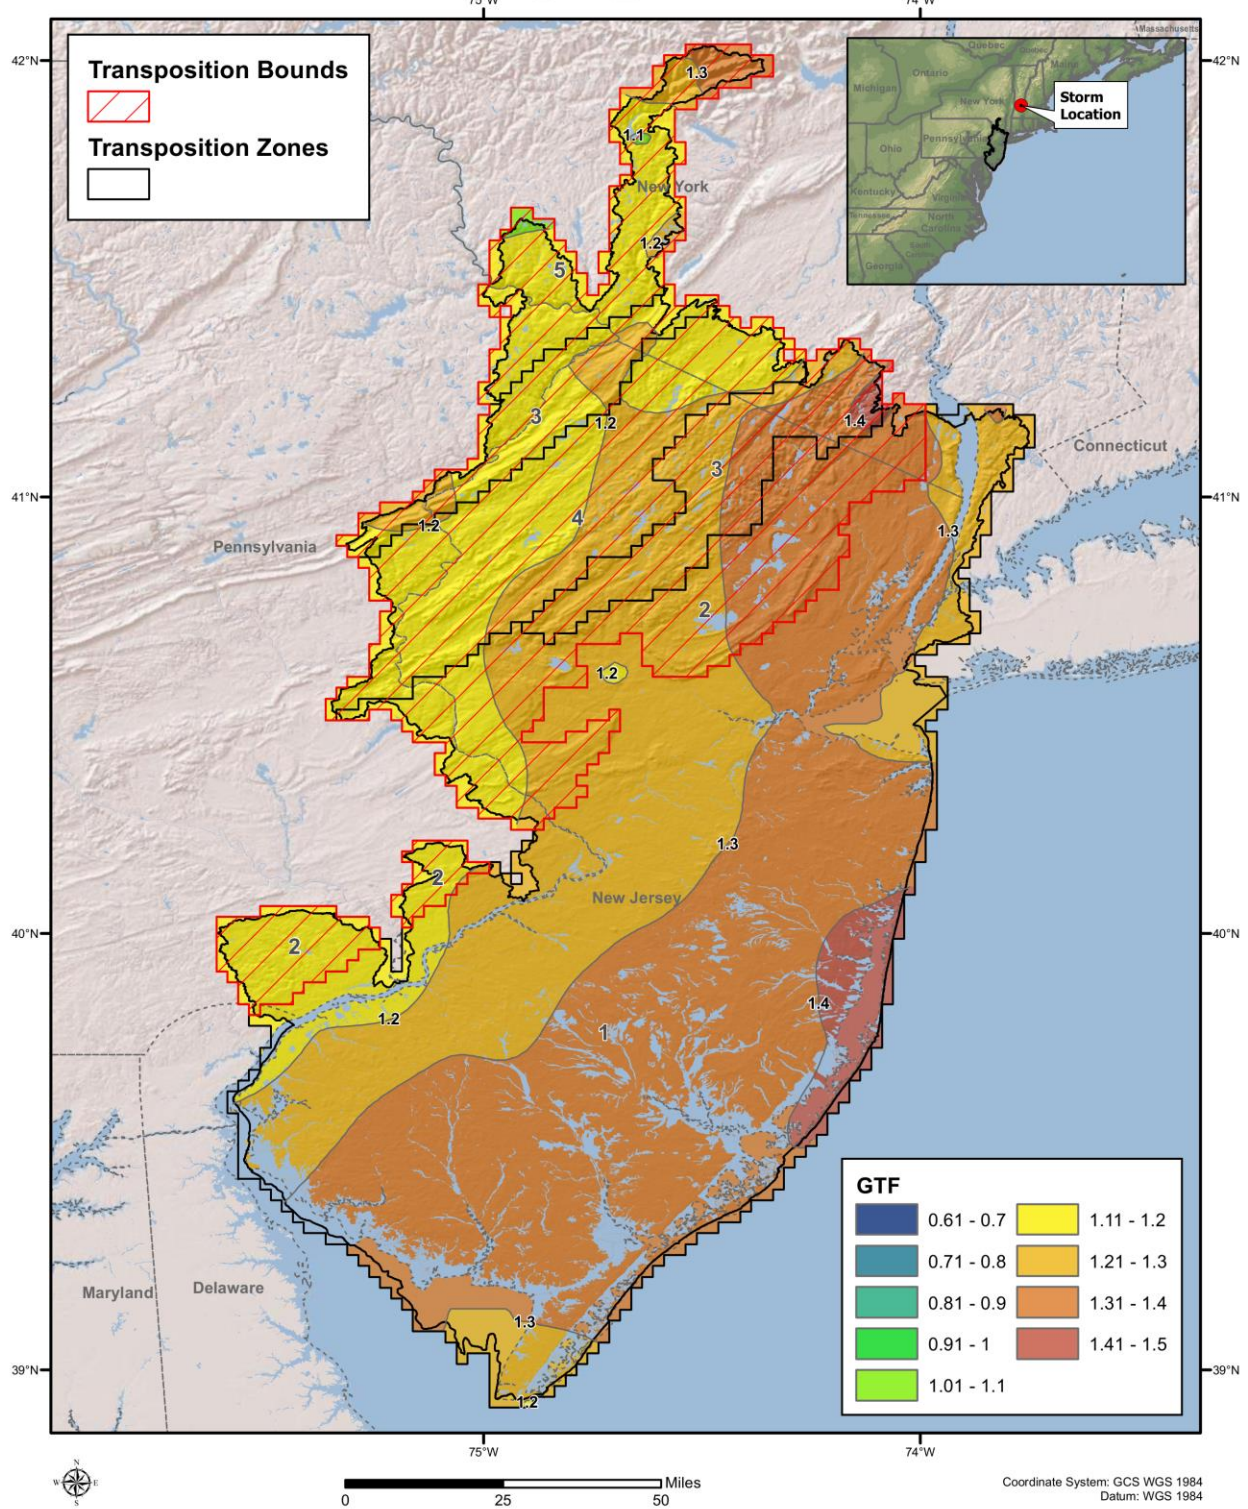 75°W
74°W
42°N
42°N
Transposition Bounds
Transposition Zones
Massachusetts
Quebec
Quebec
Maine
Ontario
Michigan
New York
Storm
Location
Pennsylvania
Ohio
Kentucky
Virginia
Tennessee
North
Carolina
South
Carolina
Georgia
1.3
1.1
New York
1.2
5
3
1.2
1.4
Connecticut
3
41°N
41°N
4
1.2
1.3
Pennsylvania
2
1.2
1.3
2
New Jersey
40°N
40°N
2
1.4
1.2
1
GTF
0.61 - 0.7
1.11 - 1.2
0.71 - 0.8
1.21 - 1.3
0.81 - 0.9
1.31 - 1.4
0.91 - 1
1.41 - 1.5
1.01 - 1.1
Maryland
Delaware
1.3
39°N
39°N
1.2
75°W
74°W
N
W
E
S
Miles
0
25
50
Coordinate System: GCS WGS 1984
Datum: WGS 1984